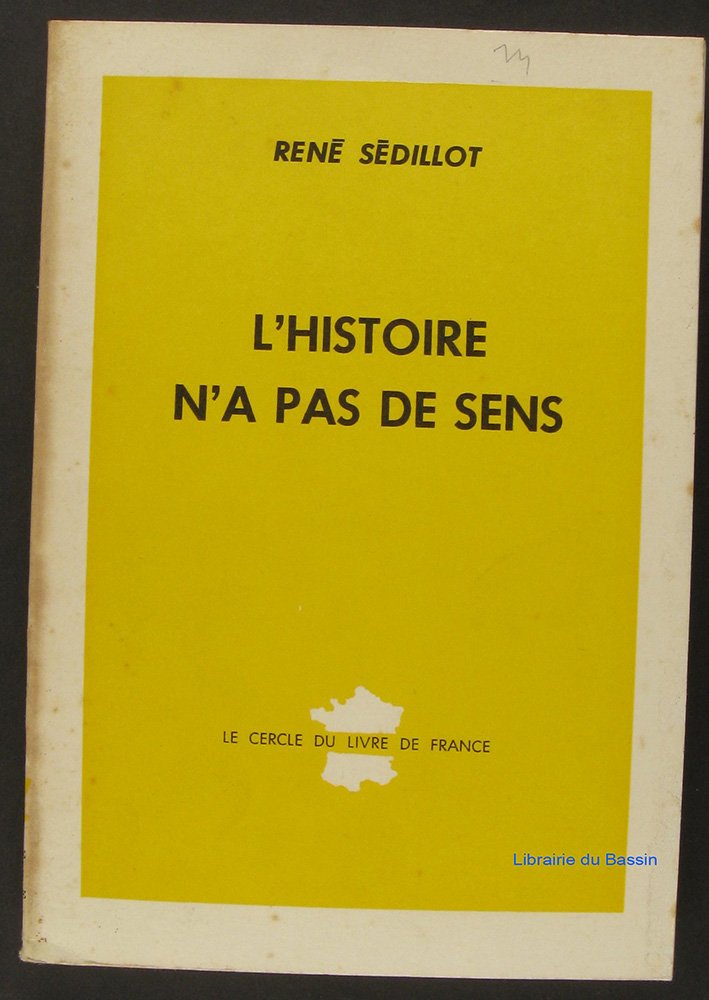 RENÉ SÉDILLOT
L'HISTOIRE
N'A PAS DE SENS
LE CERCLE DU LIVRE DE FRANCE
Librairie du Bassin